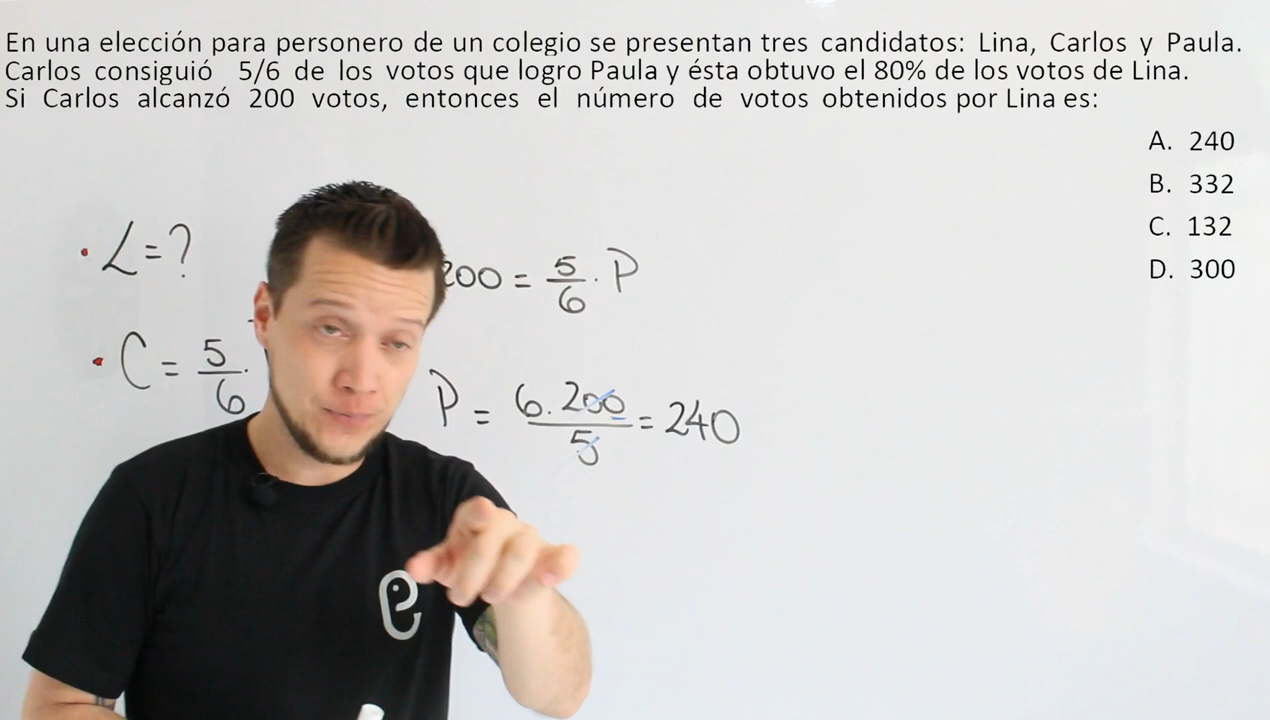 En una elección para personero de un colegio se presentan tres candidatos: Lina, Carlos y Paula.
Carlos consiguió 5/6 de los votos que logro Paula y ésta obtuvo el 80% de los votos de Lina.
Si Carlos alcanzó 200 votos, entonces el número de votos obtenidos por Lina es:
A. 240
B. 332
C. 132
D. 300
· L = ?
200 = 5/6 · P
· C = 5/6 ·
P = 6.200/5 = 240